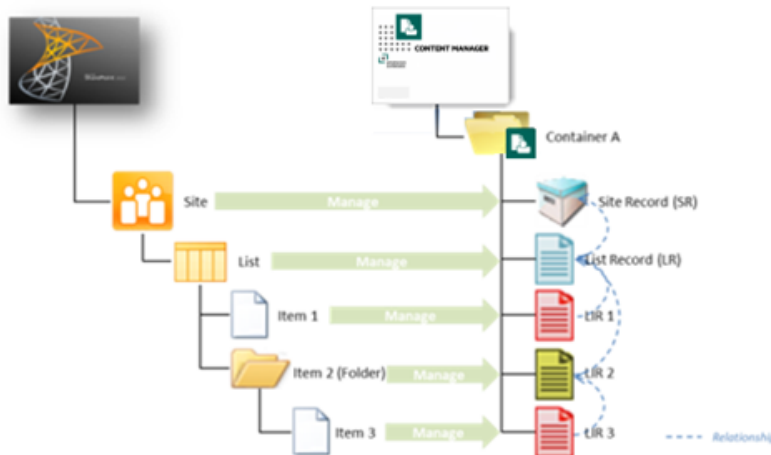 CONTENT MANAGER
Container A
Site
Manage
Site Record (SR)
List
Manage
List Record (LR)
Item 1
Manage
LIR 1
Item 2 (Folder)
Manage
LIR 2
Item 3
Manage
LIR 3
Relationship